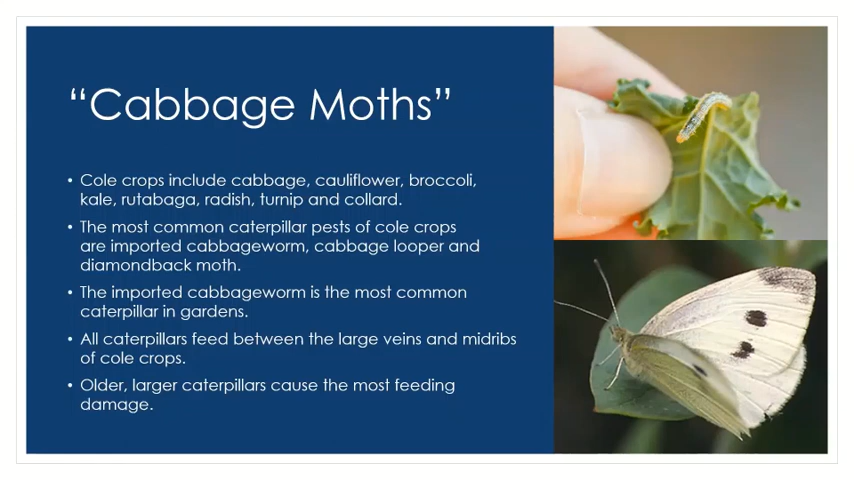 “Cabbage Moths”
• Cole crops include cabbage, cauliflower, broccoli,
kale, rutabaga, radish, turnip and collard.
• The most common caterpillar pests of cole crops
are imported cabbageworm, cabbage looper and
diamondback moth.
• The imported cabbageworm is the most common
caterpillar in gardens.
• All caterpillars feed between the large veins and midribs
of cole crops.
• Older, larger caterpillars cause the most feeding
damage.